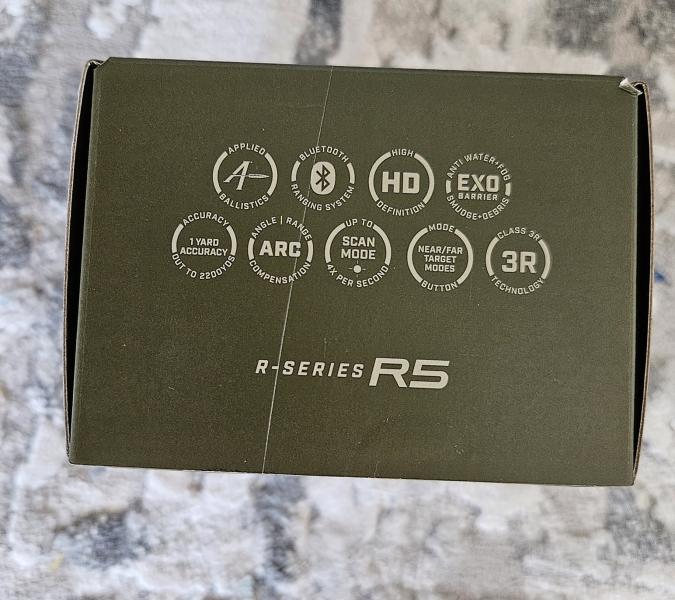 APPLIED
A
BALLISTICS
BLUETOOTH
RANGING SYSTEM
HIGH
HD
DEFINITION
ANTI WATER+FOG
EXO
BARRIER
SMUDGE+DEBRIS
ACCURACY
1 YARD
ACCURACY
OUT TO 2200YDS
ANGLE | RANGE
ARC
COMPENSATION
UP TO
SCAN
MODE
4X PER SECOND
MODE
NEAR/FAR
TARGET
MODES
BUTTON
CLASS 3R
3R
TECHNOLOGY
R-SERIES R5